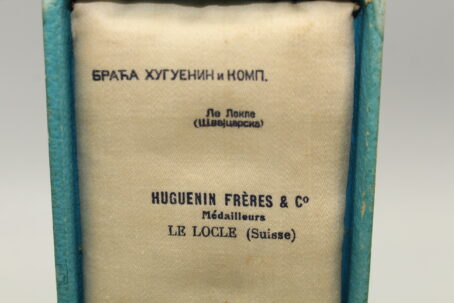 БРАЋА ХУГУЕНИН и КОМП.
Ле Локле
(Швајцарска)
HUGUENIN FRÈRES & Cº
Médailleurs
LE LOCLE (Suisse)